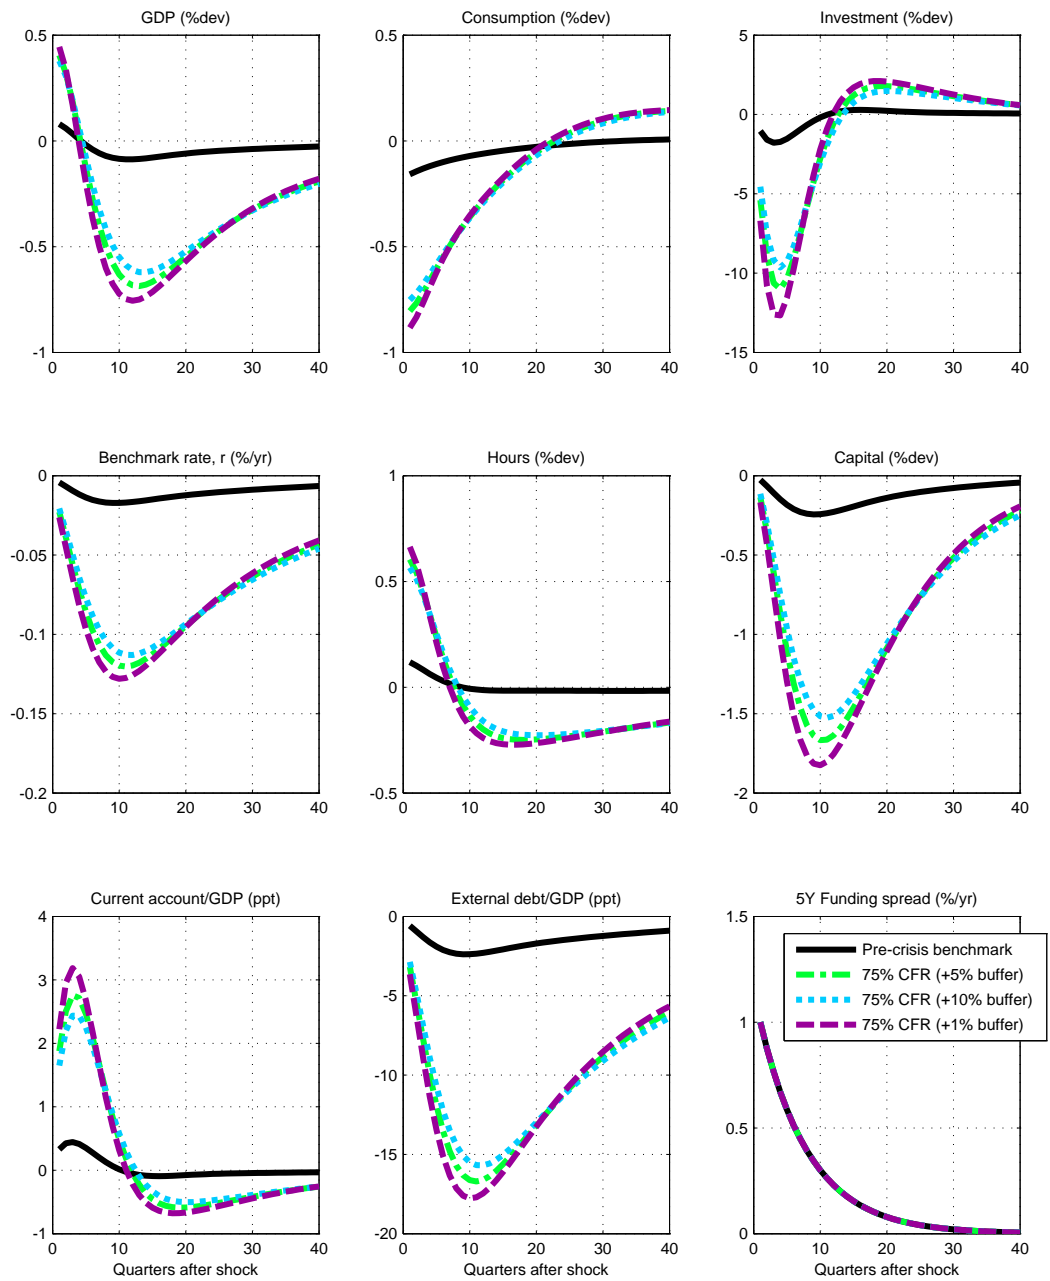 GDP (%dev)
0.5
0
-0.5
-1
0 10 20 30 40
Consumption (%dev)
0.5
0
-0.5
-1
0 10 20 30 40
Investment (%dev)
5
0
-5
-10
-15
0 10 20 30 40
Benchmark rate, r (%/yr)
0
-0.05
-0.1
-0.15
-0.2
0 10 20 30 40
Hours (%dev)
1
0.5
0
-0.5
0 10 20 30 40
Capital (%dev)
0
-0.5
-1
-1.5
-2
0 10 20 30 40
Current account/GDP (ppt)
4
3
2
1
0
-1
0 10 20 30 40
Quarters after shock
External debt/GDP (ppt)
0
-5
-10
-15
-20
0 10 20 30 40
Quarters after shock
5Y Funding spread (%/yr)
1.5
1
0.5
0
0 10 20 30 40
Quarters after shock
Pre-crisis benchmark
75% CFR (+5% buffer)
75% CFR (+10% buffer)
75% CFR (+1% buffer)